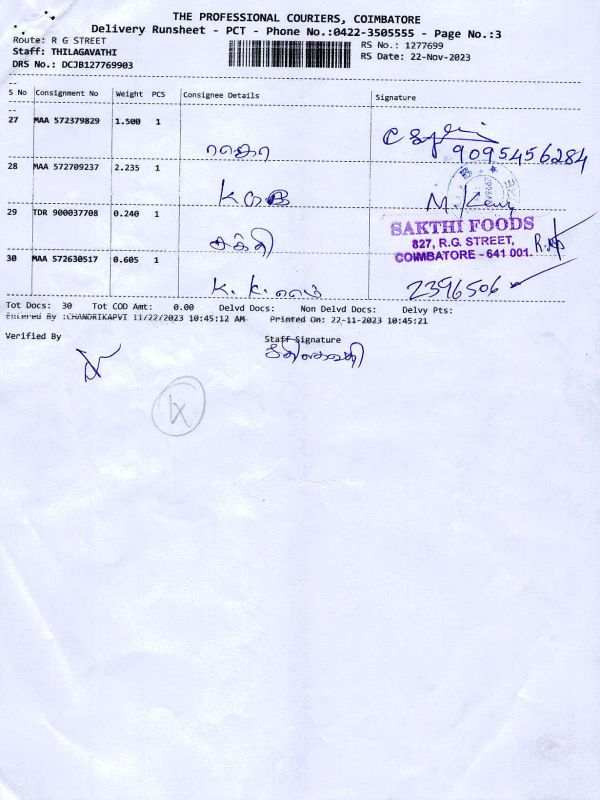 THE PROFESSIONAL COURIERS, COIMBATORE
Delivery Runsheet - PCT - Phone No.:0422-3505555 - Page No.:3
Route: R G STREET
Staff: THILAGAVATHI
DRS No.: DCJB127769903
RS No.: 1277699
RS Date: 22-Nov-2023
S No Consignment No Weight PCS Consignee Details Signature
27 MAA 572379829 1.500 1
9095456284
28 MAA 572709237 2.235 1
29 TDR 900037708 0.240 1 சக்தி
SAKTHI FOODS
827, R.G. STREET,
COIMBATORE - 641 001.
30 MAA 572630517 0.605 1 K. K. 2396506
Tot Docs: 30 Tot COD Amt: 0.00 Delvd Docs: Non Delvd Docs: Delvy Pts:
Entered By :CHANDRIKAPVI 11/22/2023 10:45:12 AM Printed On: 22-11-2023 10:45:21
Verified By
Staff Signature